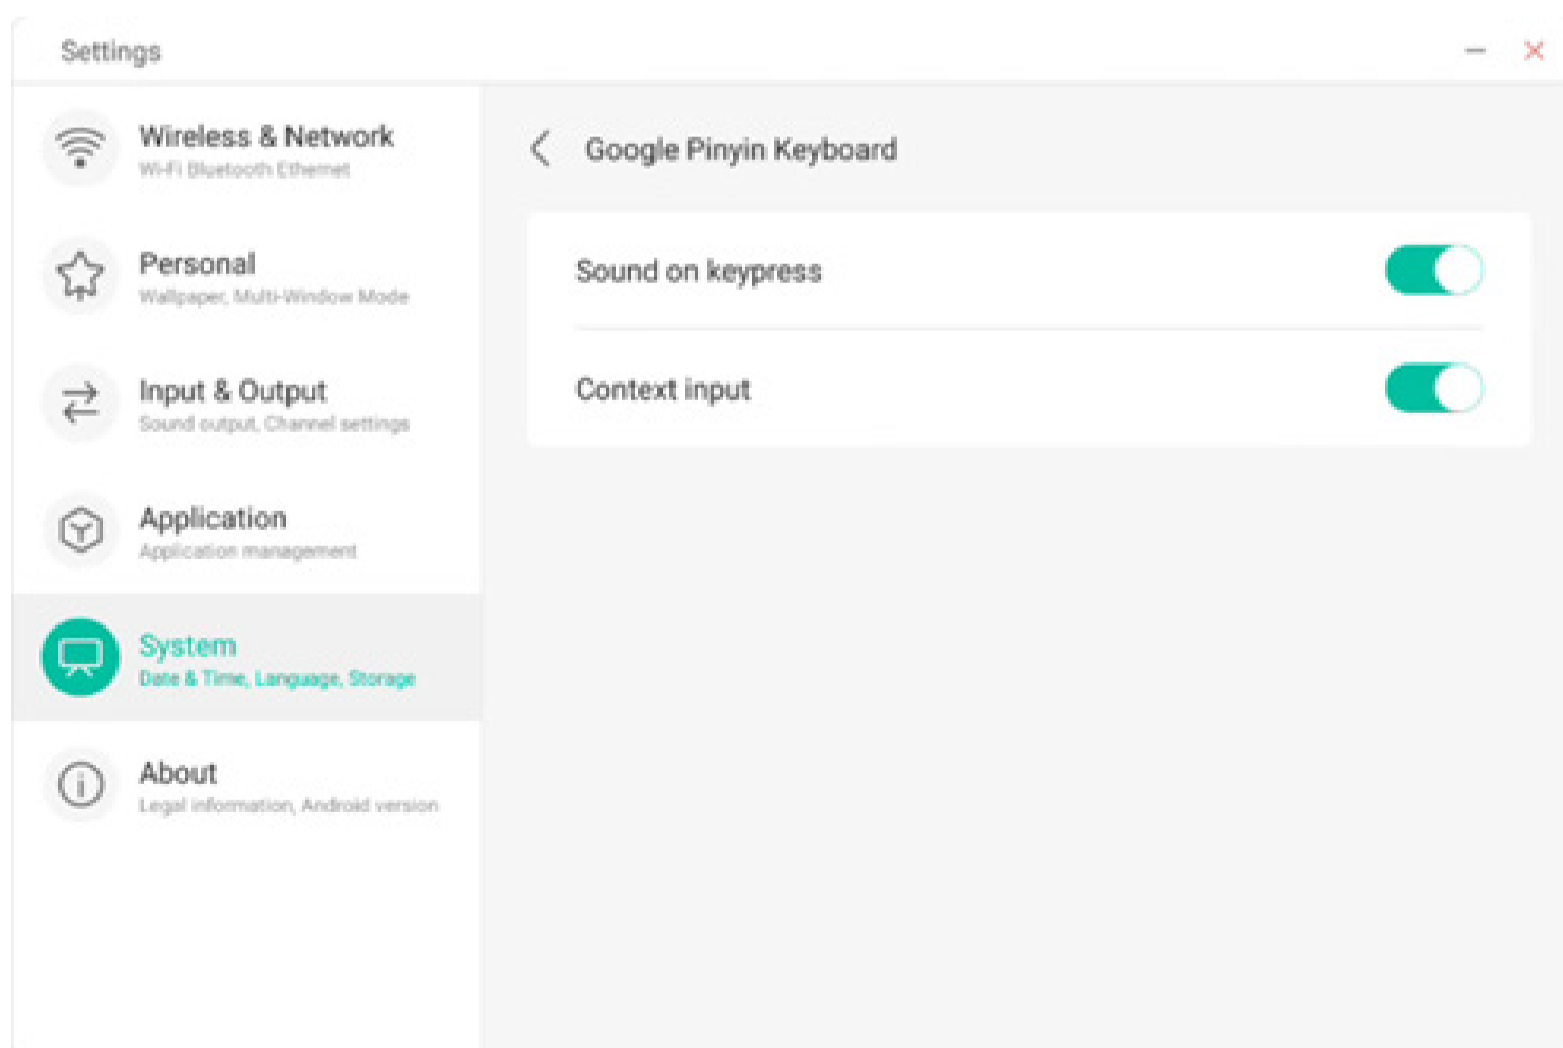 Settings
Wireless & Network
Wi-Fi Bluetooth Ethernet
Personal
Wallpaper, Multi-Window Mode
Input & Output
Sound output, Channel settings
Application
Application management
System
Date & Time, Language, Storage
About
Legal information, Android version
Google Pinyin Keyboard
Sound on keypress
Context input